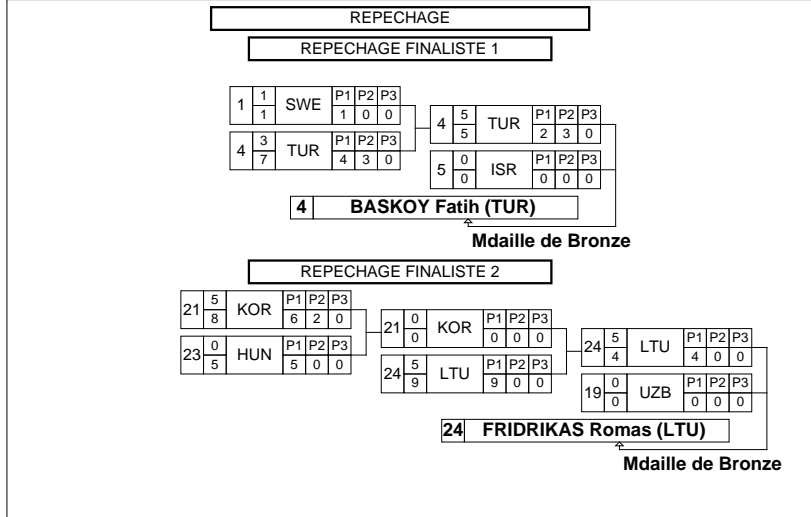 REPECHAGE
REPECHAGE FINALISTE 1
1 1 SWE P1 P2 P3
1 1 0 0
4 5 TUR P1 P2 P3
5 2 3 0
4 3 TUR P1 P2 P3
7 4 3 0
5 0 ISR P1 P2 P3
0 0 0 0
4 BASKOY Fatih (TUR)
Mdaille de Bronze
REPECHAGE FINALISTE 2
21 5 KOR P1 P2 P3
8 6 2 0
21 0 KOR P1 P2 P3
0 0 0 0
24 5 LTU P1 P2 P3
4 4 0 0
23 0 HUN P1 P2 P3
5 5 0 0
24 5 LTU P1 P2 P3
9 9 0 0
19 0 UZB P1 P2 P3
0 0 0 0
24 FRIDRIKAS Romas (LTU)
Mdaille de Bronze